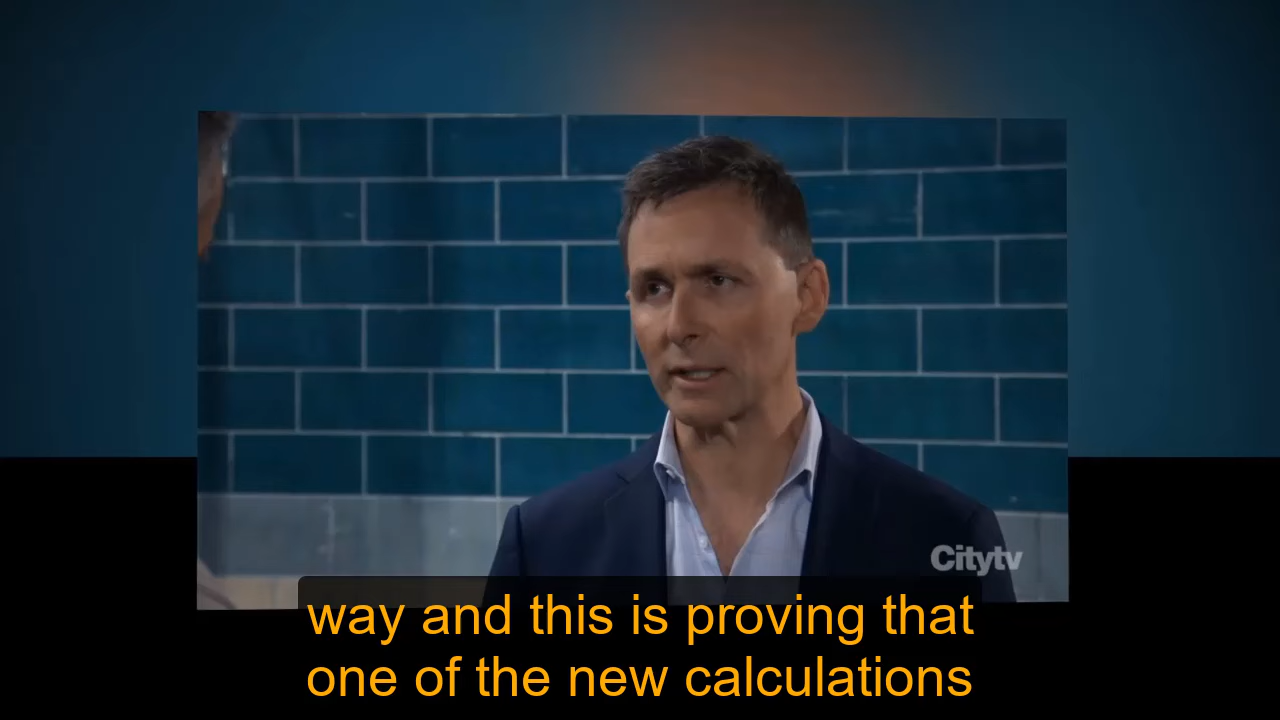 Citytv
way and this is proving that
one of the new calculations